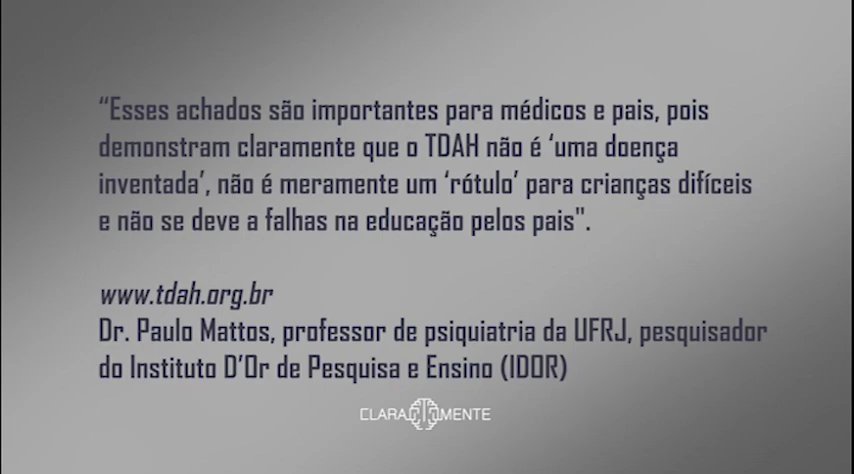 “Esses achados são importantes para médicos e pais, pois
demonstram claramente que o TDAH não é ‘uma doença
inventada’, não é meramente um ‘rótulo’ para crianças difíceis
e não se deve a falhas na educação pelos pais".
www.tdah.org.br
Dr. Paulo Mattos, professor de psiquiatria da UFRJ, pesquisador
do Instituto D’Or de Pesquisa e Ensino (IDOR)
CLARA MENTE